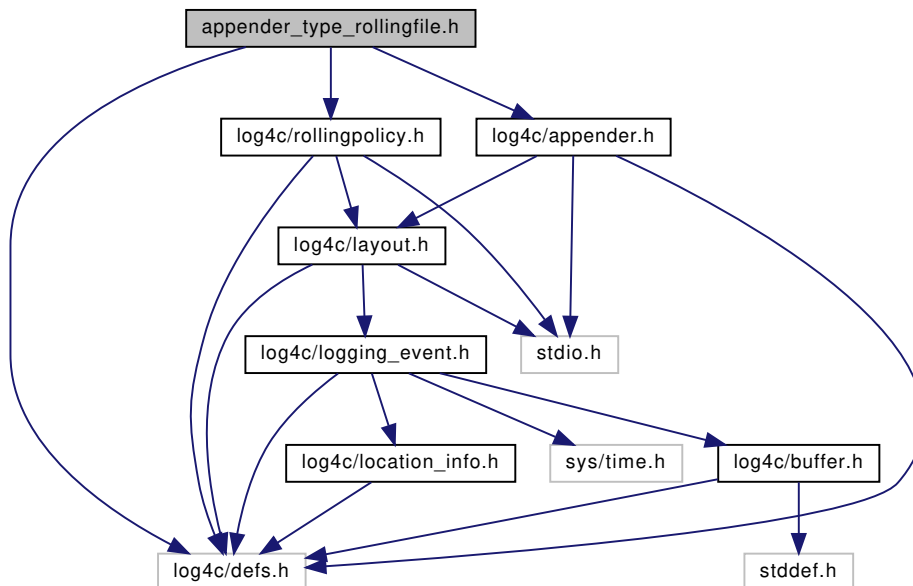 appender_type_rollingfile.h
log4c/rollingpolicy.h
log4c/appender.h
log4c/layout.h
log4c/logging_event.h
stdio.h
log4c/location_info.h
sys/time.h
log4c/buffer.h
log4c/defs.h
stddef.h